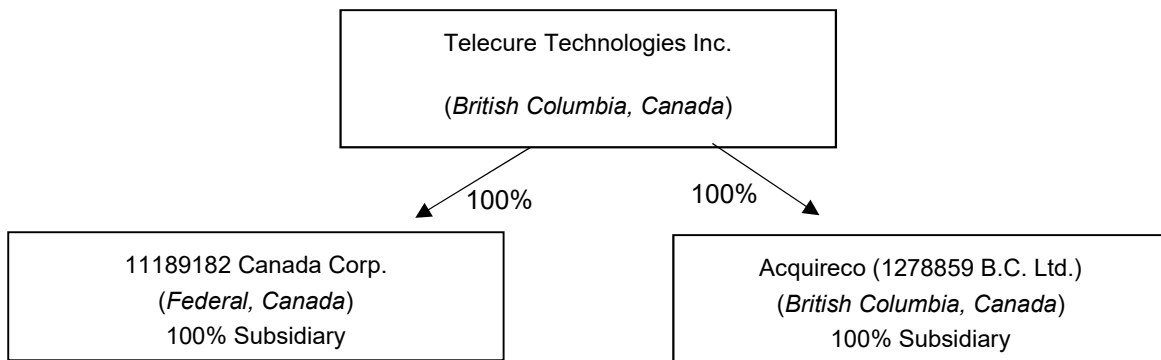 Telecure Technologies Inc.
(British Columbia, Canada)
100%
100%
11189182 Canada Corp.
(Federal, Canada)
100% Subsidiary
Acquireco (1278859 B.C. Ltd.)
(British Columbia, Canada)
100% Subsidiary